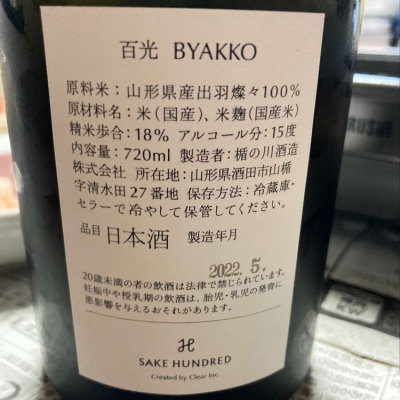 百光 BYAKKO
原料米：山形県産出羽燦々100%
原材料名：米(国産)、米麹(国産米)
精米歩合：18% アルコール分：15度
内容量：720ml 製造者：楯の川酒造
株式会社 所在地：山形県酒田市山楯
字清水田27番地 保存方法：冷蔵庫・
セラーで冷やして保管してください。
品目 日本酒 製造年月
2022. 5.
20歳未満の者の飲酒は法律で禁じられています。
妊娠中や授乳期の飲酒は、胎児・乳児の発育に
悪影響を与えるおそれがあります。
SAKE HUNDRED
Created by Clear Inc.